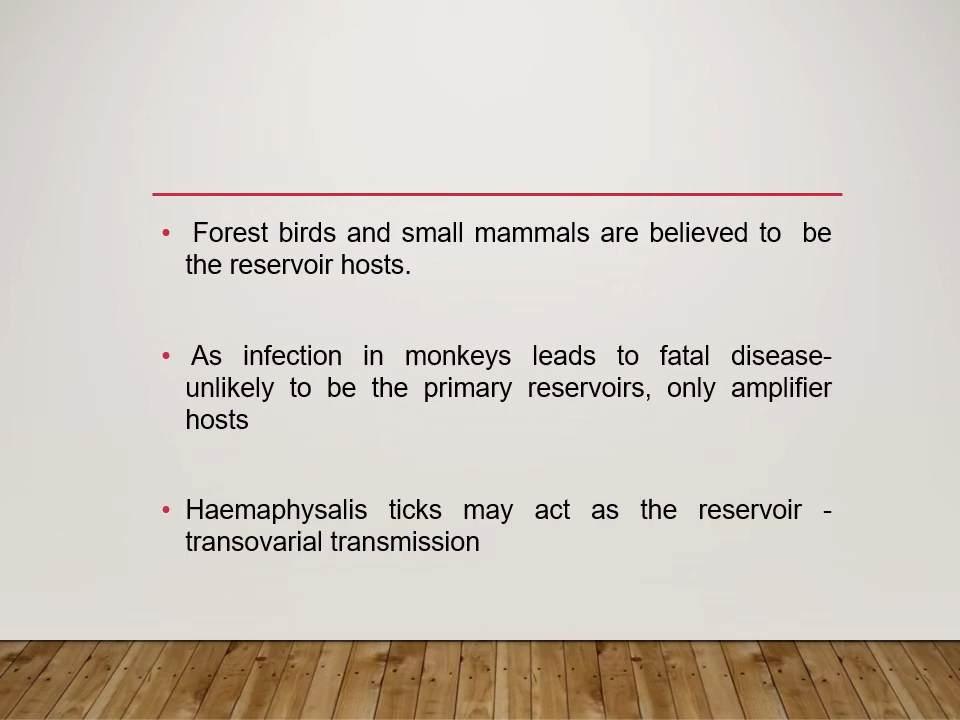 • Forest birds and small mammals are believed to be
the reservoir hosts.
• As infection in monkeys leads to fatal disease-
unlikely to be the primary reservoirs, only amplifier
hosts
• Haemaphysalis ticks may act as the reservoir -
transovarial transmission